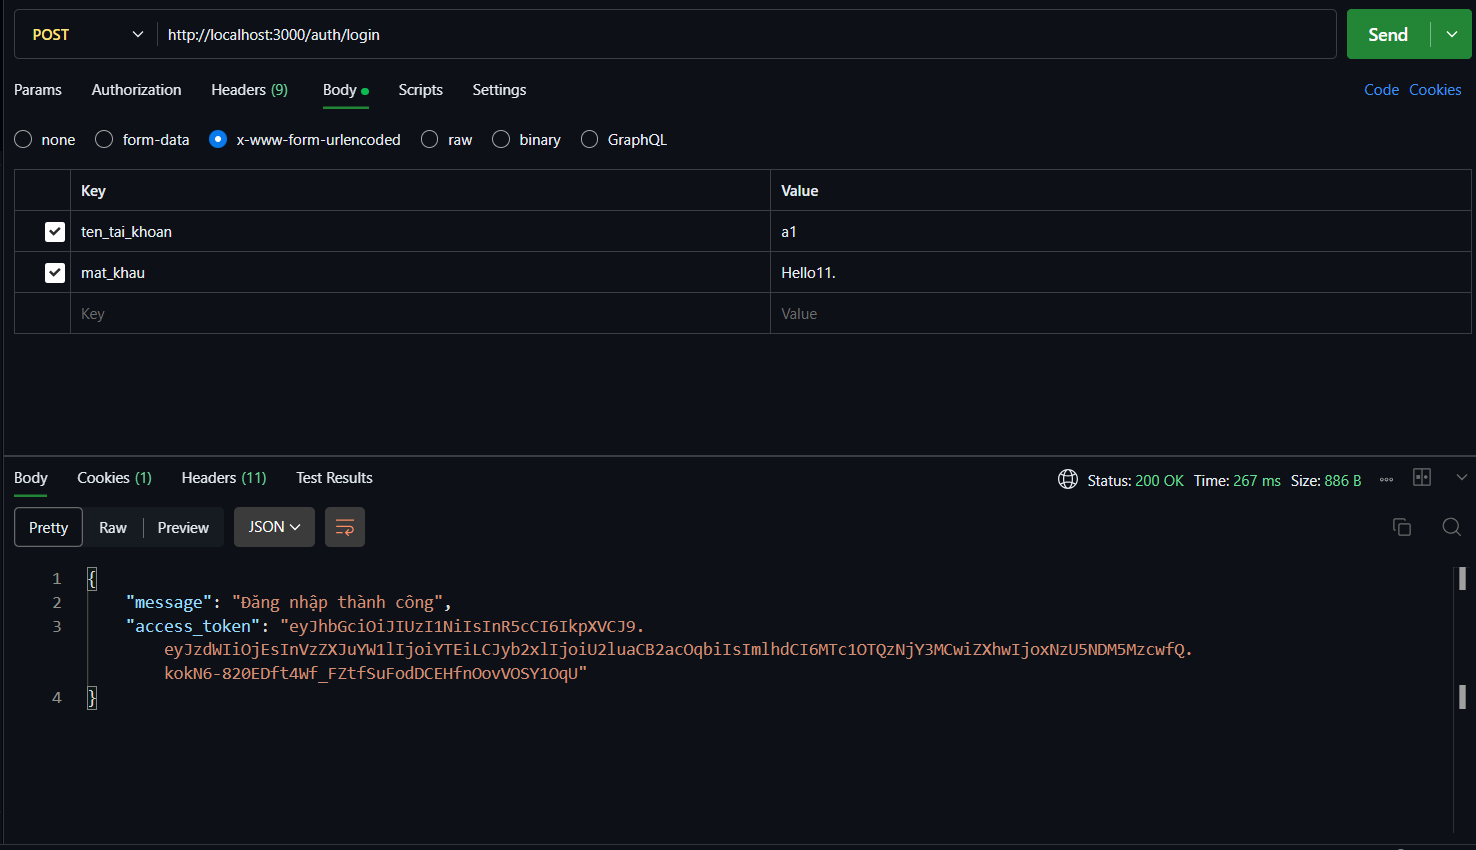 POST http://localhost:3000/auth/login Send
Params Authorization Headers (9) Body Scripts Settings Code Cookies
none form-data x-www-form-urlencoded raw binary GraphQL
Key Value
ten_tai_khoan a1
mat_khau Hello11.
Key Value
Body Cookies (1) Headers (11) Test Results Status: 200 OK Time: 267 ms Size: 886 B
Pretty Raw Preview JSON
1 {
2 "message": "Đăng nhập thành công",
3 "access_token": "eyJhbGciOiJIUzI1NiIsInR5cCI6IkpXVCJ9.
eyJzdWIiOjEsInVzZXJuYW1lIjoiYTEiLCJyb2xlIjoiU2luaCB2acOqbiIsImlhdCI6MTc1OTQzNjY3MCwiZXhwIjoxNzU5NDM5MzcwfQ.
kokN6-820EDft4Wf_FZtfSuFodDCEHfnOovVOSY1OqU"
4 }